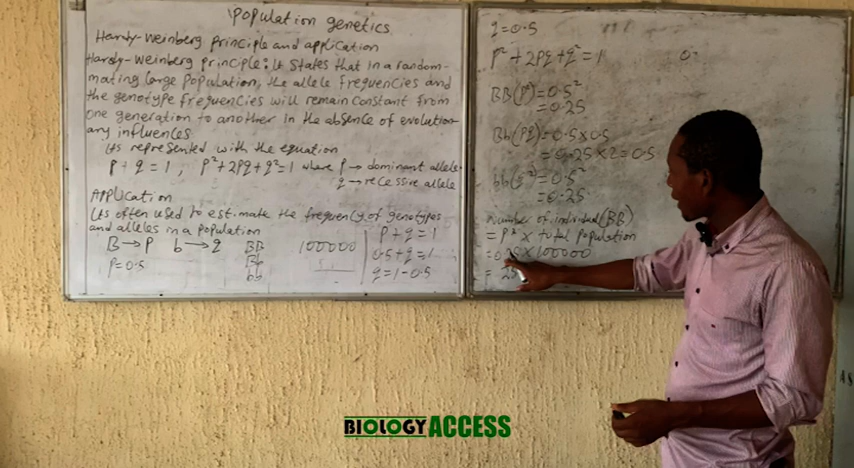 Population genetics
Hardy-weinberg principle and application
Hardy-Weinberg principle: It states that in a random-
mating large population, the allele frequencies and
the genotype frequencies will remain constant from
one generation to another in the absence of evolution-
ary influences.
Its represented with the equation
p + q = 1 , p² + 2pq + q² = 1 where p → dominant allele
q → recessive allele
Application
Its often used to estimate the frequency of genotypes
and alleles in a population
B → p b → q BB 100000 p + q = 1
p = 0.5 Bb 0.5 + q = 1
bb q = 1 - 0.5
q = 0.5
p² + 2pq + q² = 1
BB (p²) = 0.5²
= 0.25
Bb (pq) = 0.5 x 0.5
= 0.25 x 2 = 0.5
bb (q²) = 0.5²
= 0.25
number of individual (BB)
= p² x total population
= 0.25 x 100000
= 25
BIOLOGY ACCESS